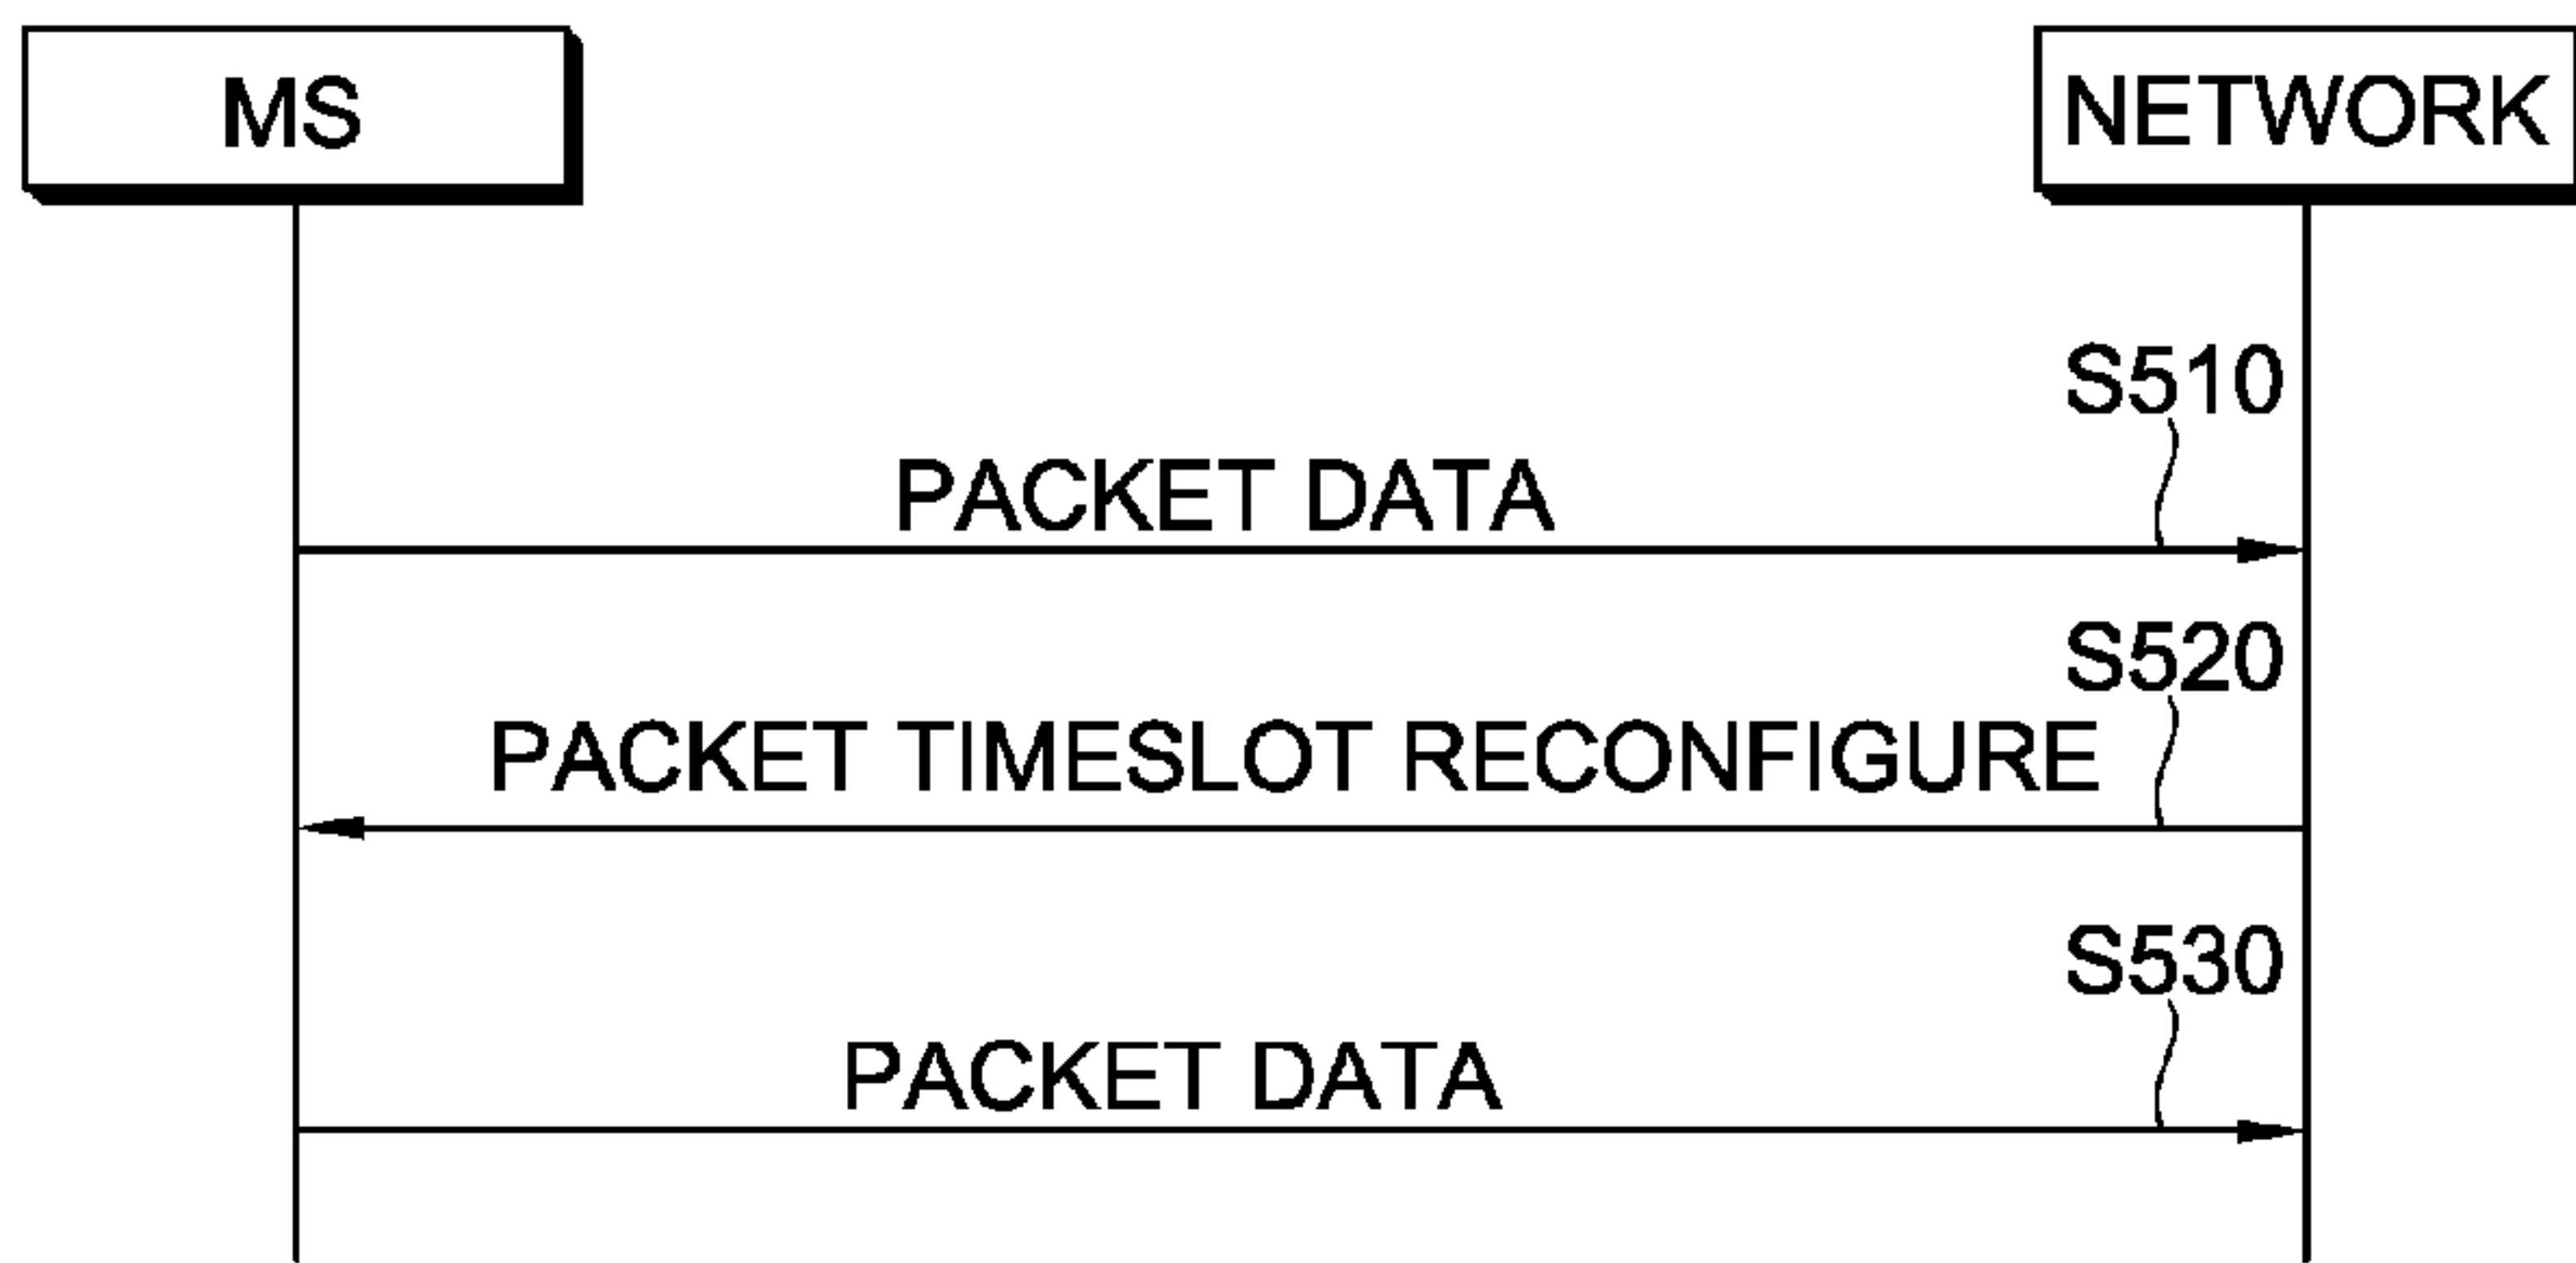 MS
NETWORK
S510
PACKET DATA
S520
PACKET TIMESLOT RECONFIGURE
S530
PACKET DATA